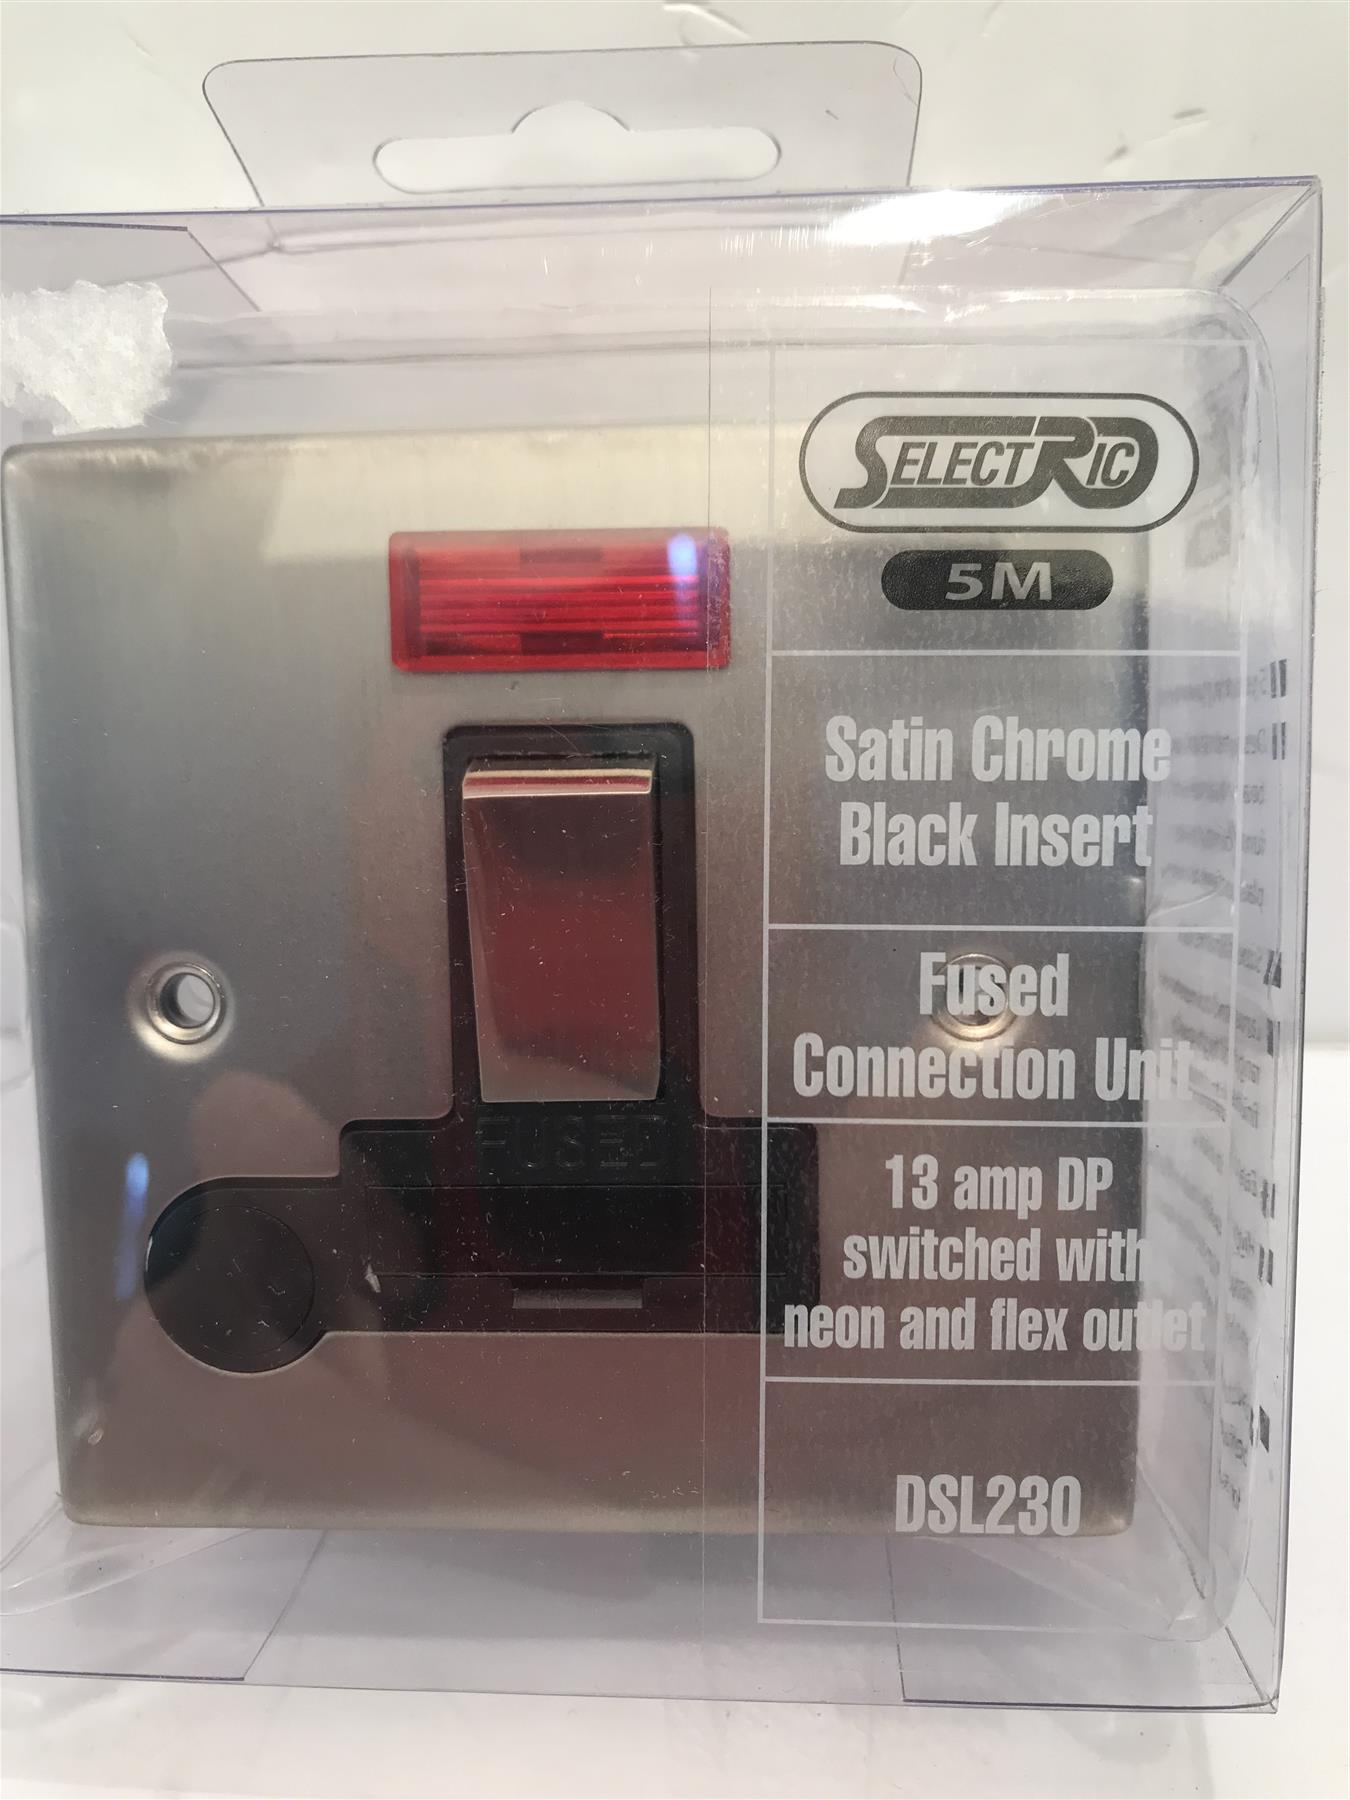 SELECTRIC
5M
Satin Chrome
Black Insert
Fused
Connection Unit
FUSED
13 amp DP
switched with
neon and flex outlet
DSL230